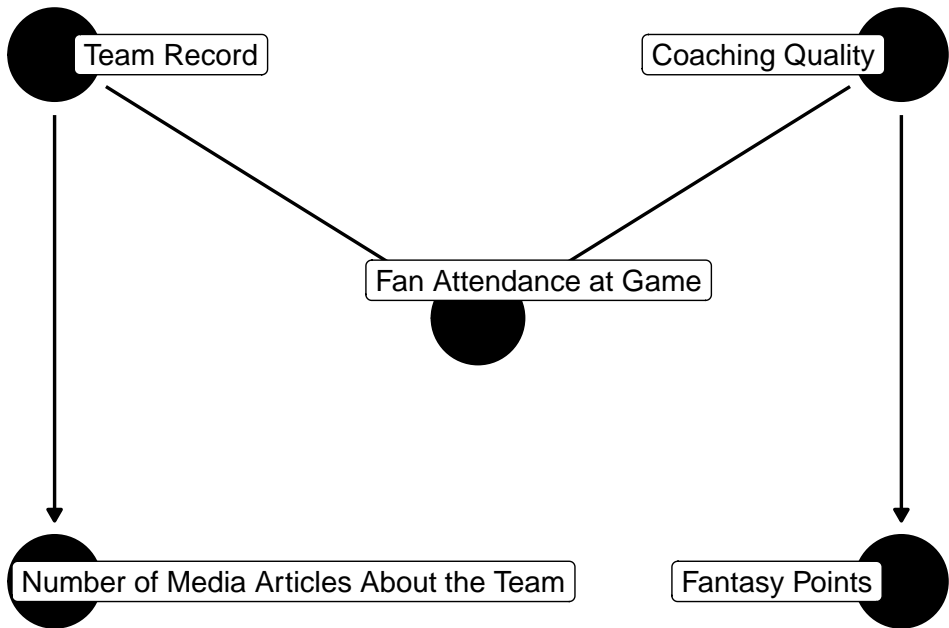 Team Record
Coaching Quality
Fan Attendance at Game
Number of Media Articles About the Team
Fantasy Points